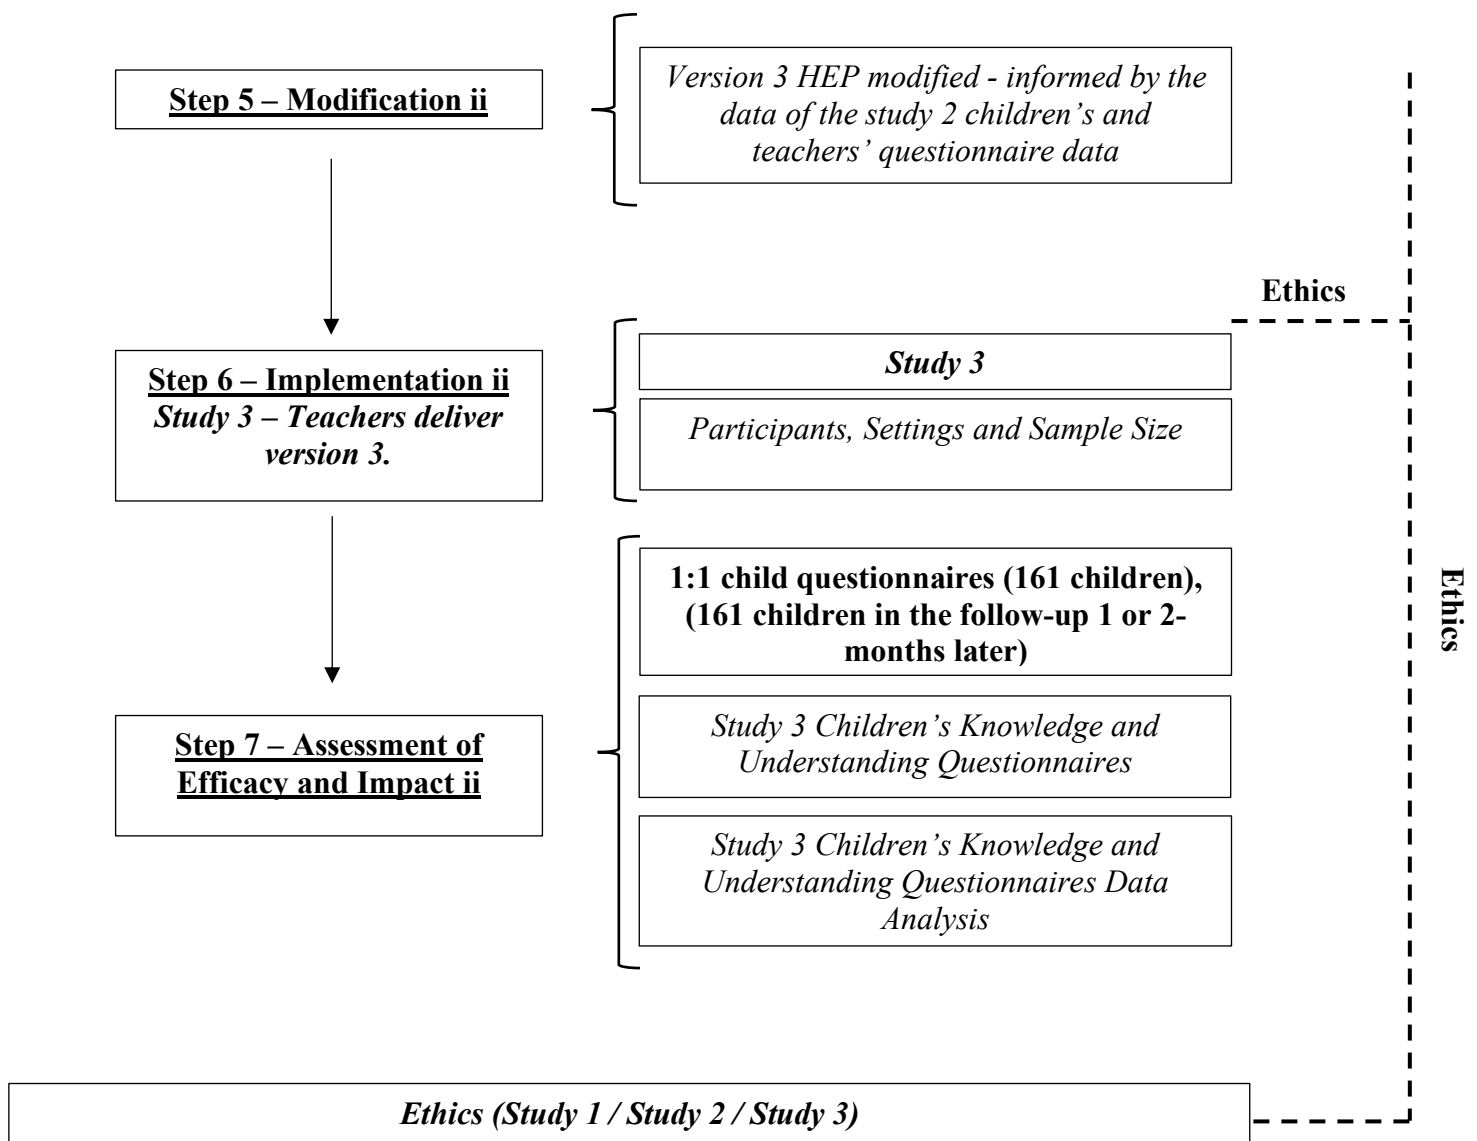 Step 5 – Modification ii
Version 3 HEP modified - informed by the
data of the study 2 children’s and
teachers’ questionnaire data
Ethics
Step 6 – Implementation ii
Study 3 – Teachers deliver
version 3.
Study 3
Participants, Settings and Sample Size
Ethics
1:1 child questionnaires (161 children),
(161 children in the follow-up 1 or 2-
months later)
Step 7 – Assessment of
Efficacy and Impact ii
Study 3 Children’s Knowledge and
Understanding Questionnaires
Study 3 Children’s Knowledge and
Understanding Questionnaires Data
Analysis
Ethics (Study 1 / Study 2 / Study 3)